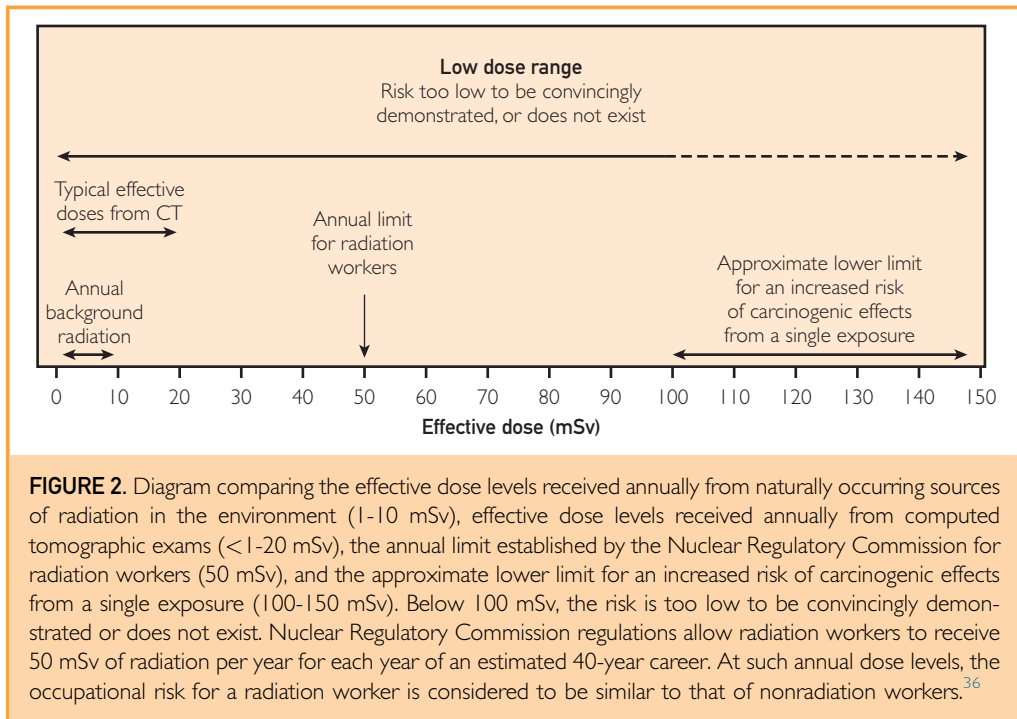 Low dose range
Risk too low to be convincingly
demonstrated, or does not exist
Typical effective
doses from CT
Annual limit
for radiation
workers
Approximate lower limit
for an increased risk
of carcinogenic effects
from a single exposure
Annual
background
radiation
0 10 20 30 40 50 60 70 80 90 100 110 120 130 140 150
Effective dose (mSv)
FIGURE 2. Diagram comparing the effective dose levels received annually from naturally occurring sources
of radiation in the environment (1-10 mSv), effective dose levels received annually from computed
tomographic exams (<1-20 mSv), the annual limit established by the Nuclear Regulatory Commission for
radiation workers (50 mSv), and the approximate lower limit for an increased risk of carcinogenic effects
from a single exposure (100-150 mSv). Below 100 mSv, the risk is too low to be convincingly demon-
strated or does not exist. Nuclear Regulatory Commission regulations allow radiation workers to receive
50 mSv of radiation per year for each year of an estimated 40-year career. At such annual dose levels, the
occupational risk for a radiation worker is considered to be similar to that of nonradiation workers.36